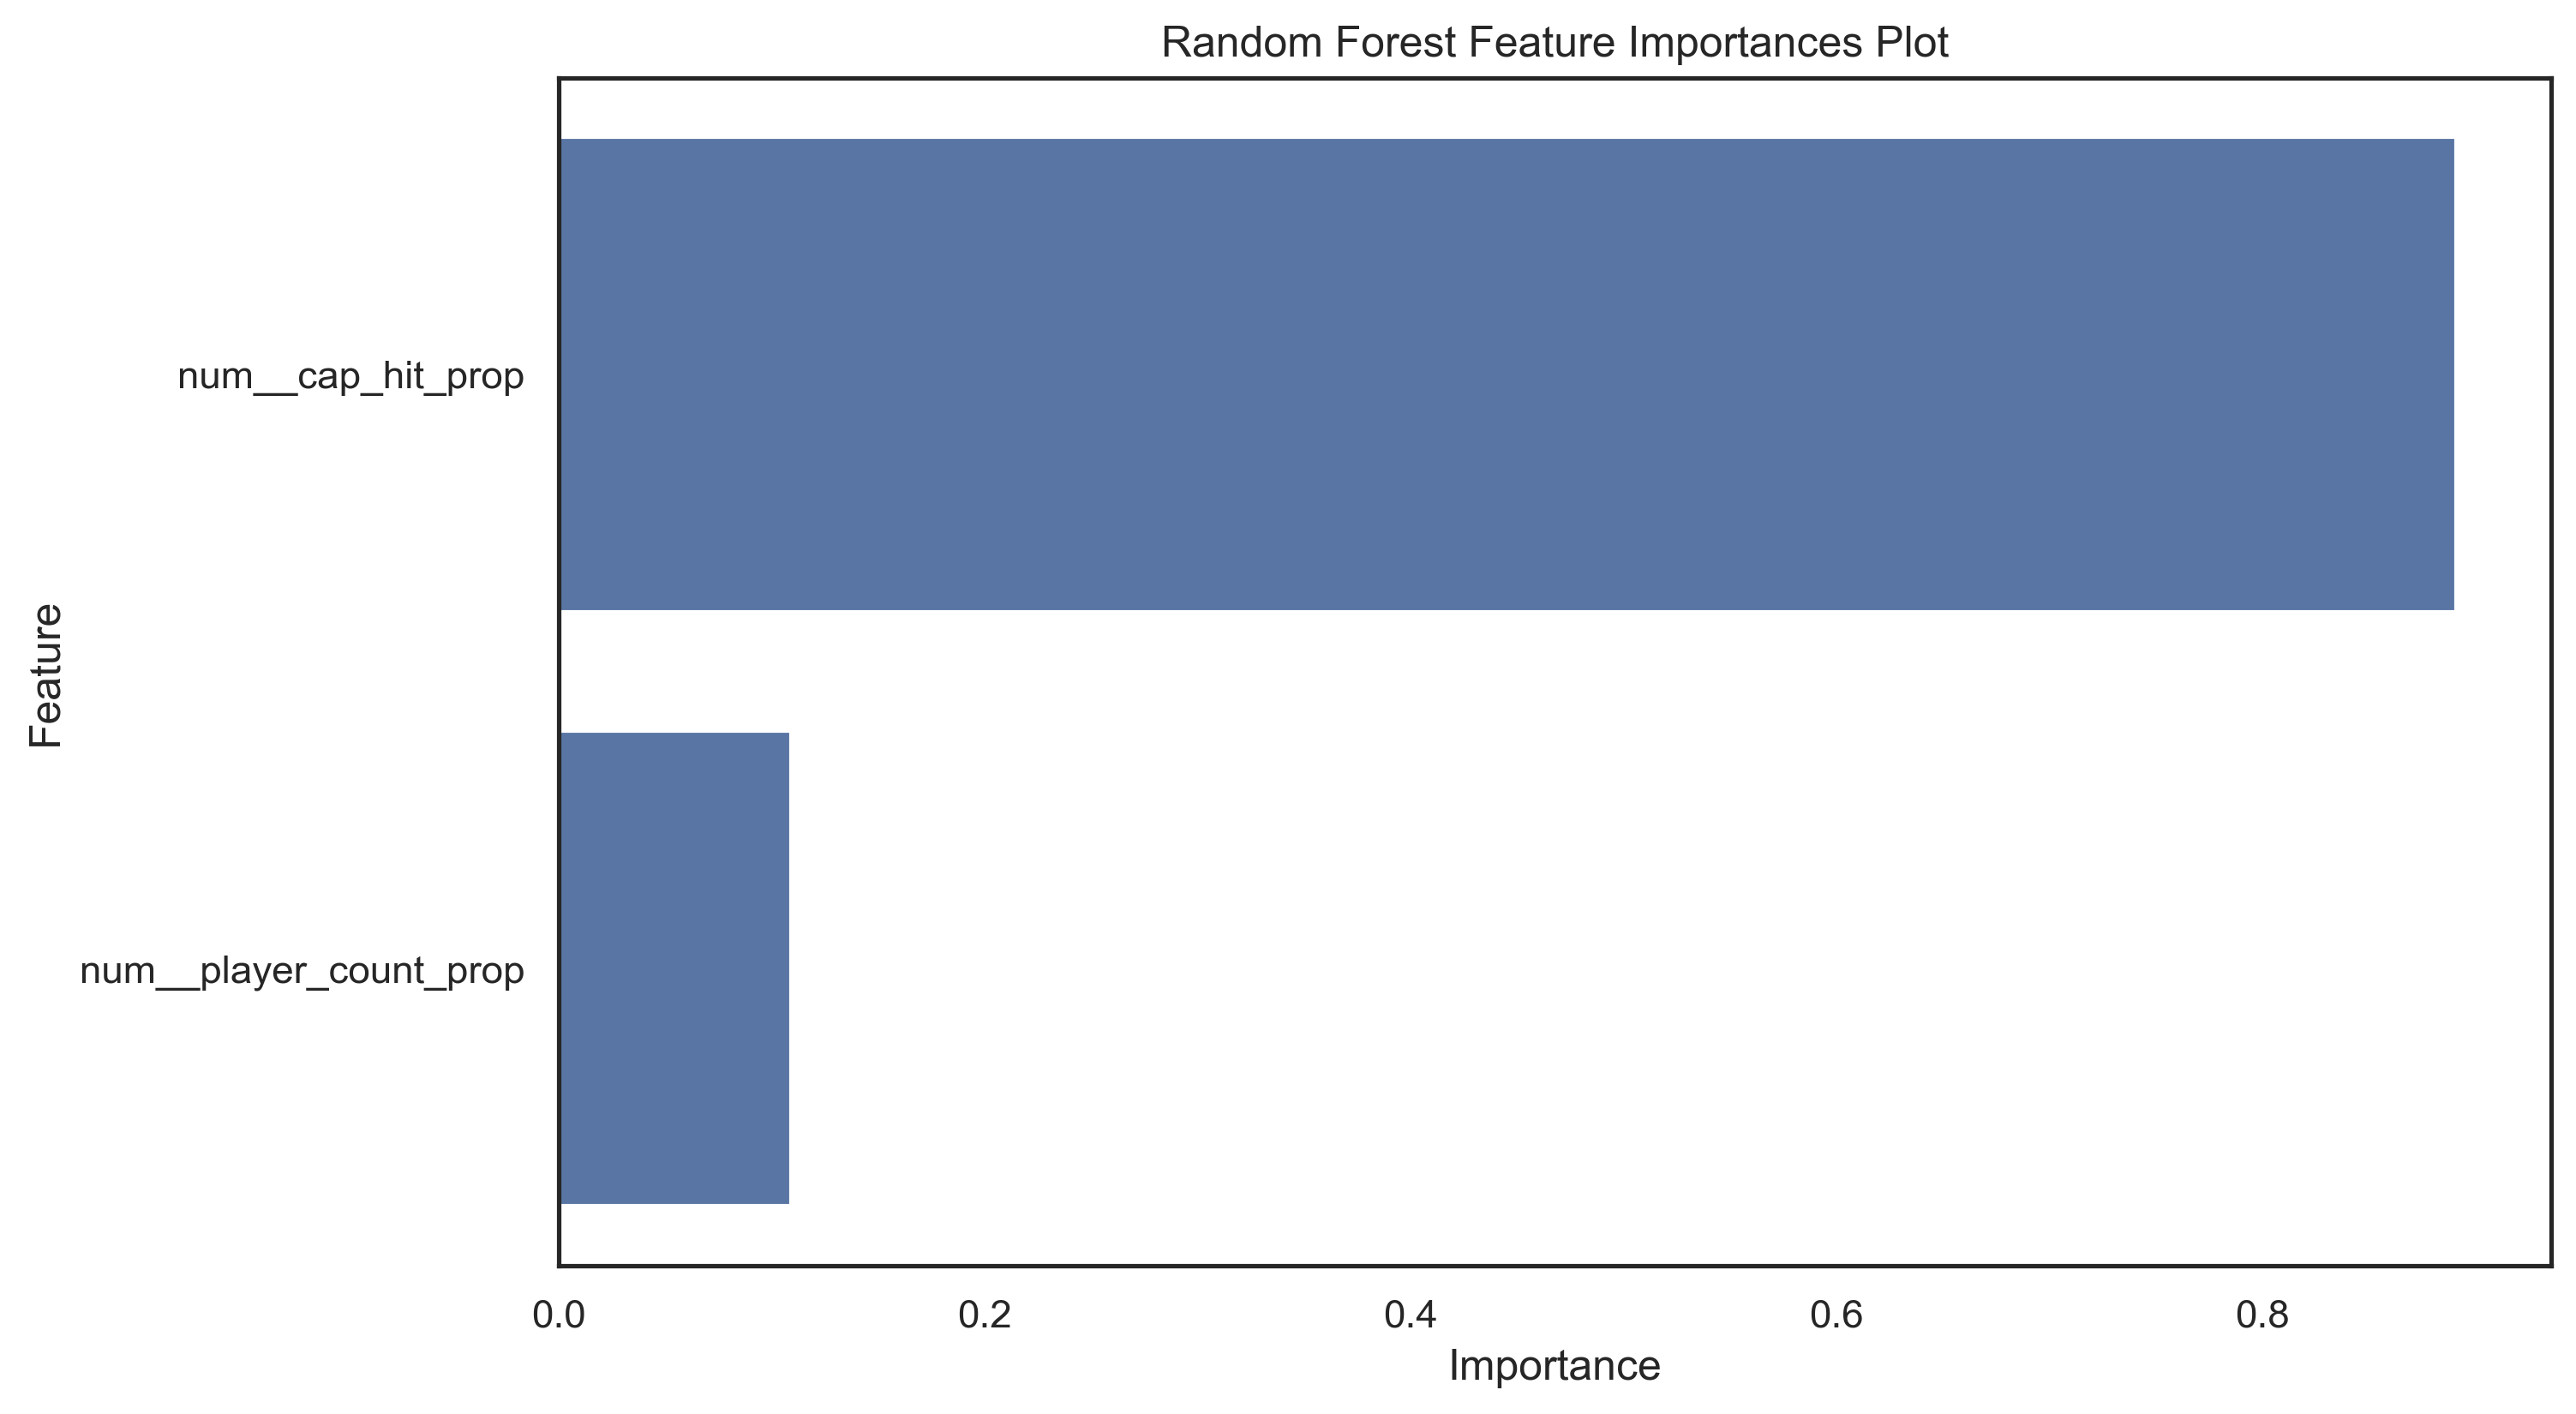 Random Forest Feature Importances Plot
Feature
num__cap_hit_prop
num__player_count_prop
0.0 0.2 0.4 0.6 0.8
Importance